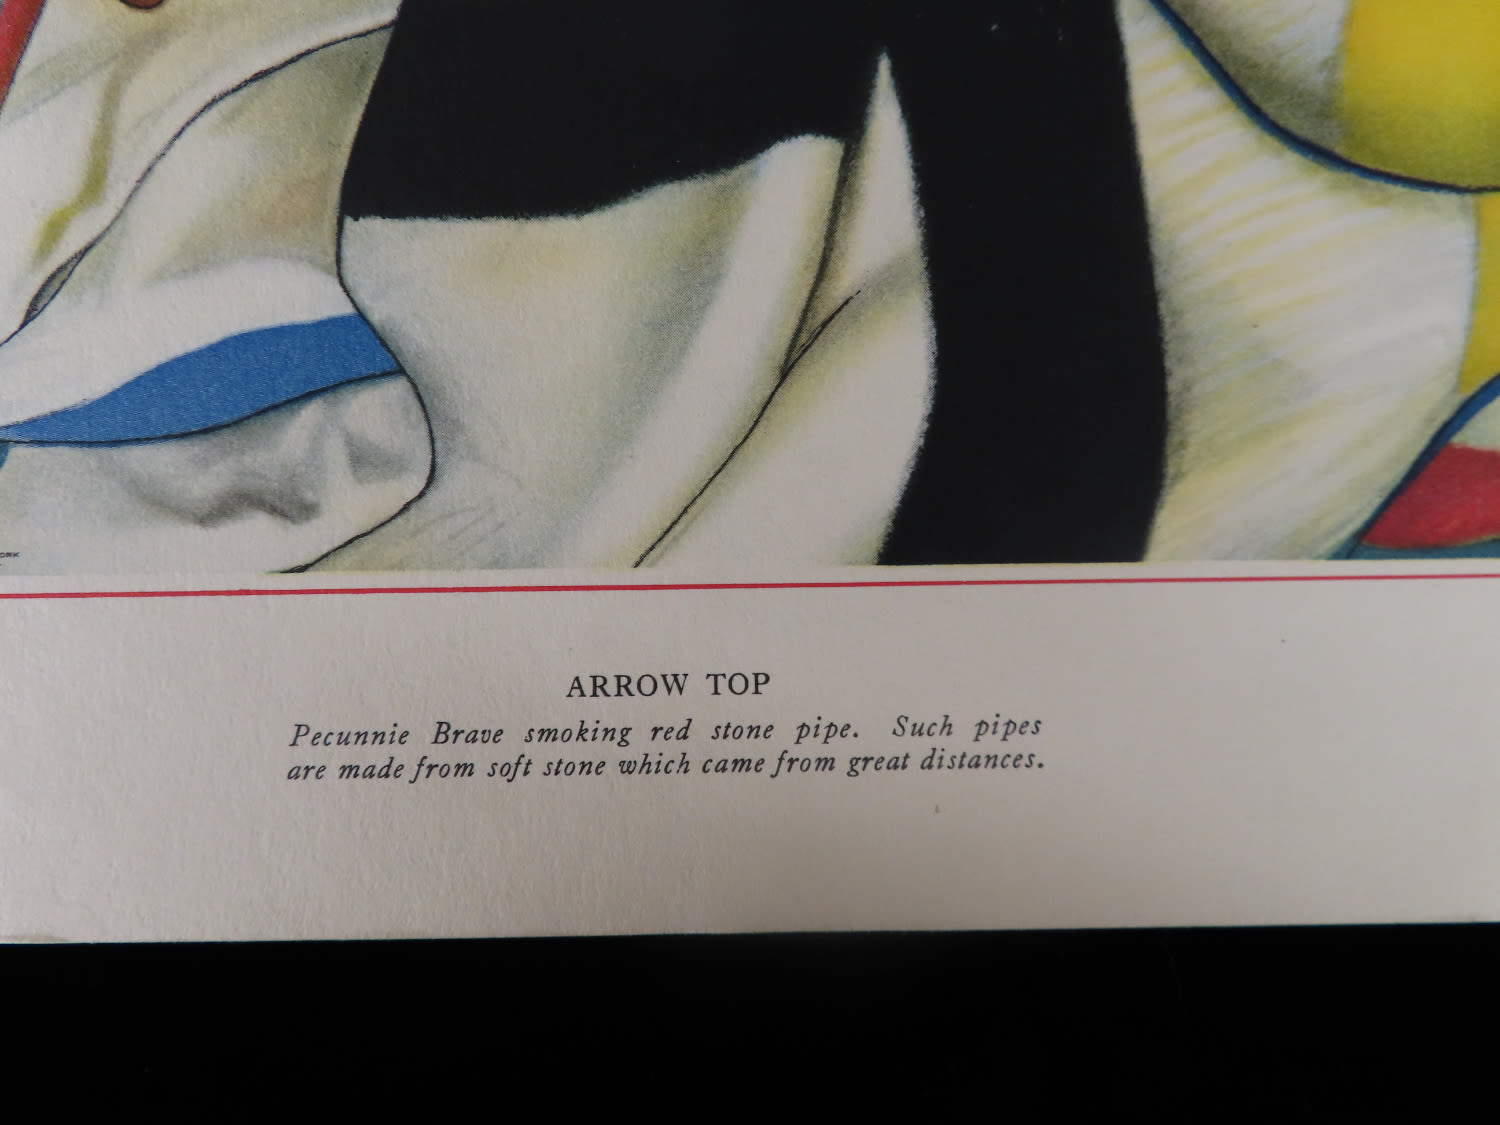 ARROW TOP
Pecunnie Brave smoking red stone pipe. Such pipes
are made from soft stone which came from great distances.